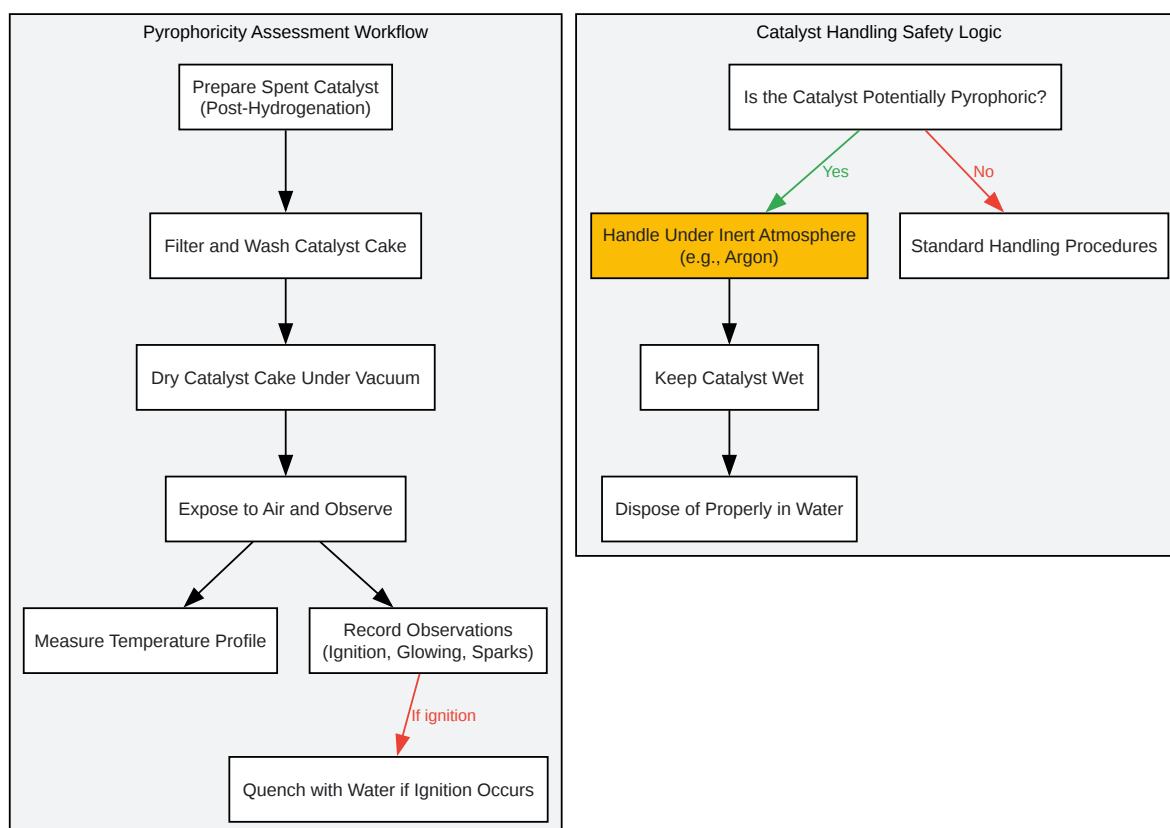 Pyrophoricity Assessment Workflow
Prepare Spent Catalyst
(Post-Hydrogenation)
Filter and Wash Catalyst Cake
Dry Catalyst Cake Under Vacuum
Expose to Air and Observe
Measure Temperature Profile
Record Observations
(Ignition, Glowing, Sparks)
If ignition
Quench with Water if Ignition Occurs
Catalyst Handling Safety Logic
Is the Catalyst Potentially Pyrophoric?
Yes
No
Handle Under Inert Atmosphere
(e.g., Argon)
Standard Handling Procedures
Keep Catalyst Wet
Dispose of Properly in Water